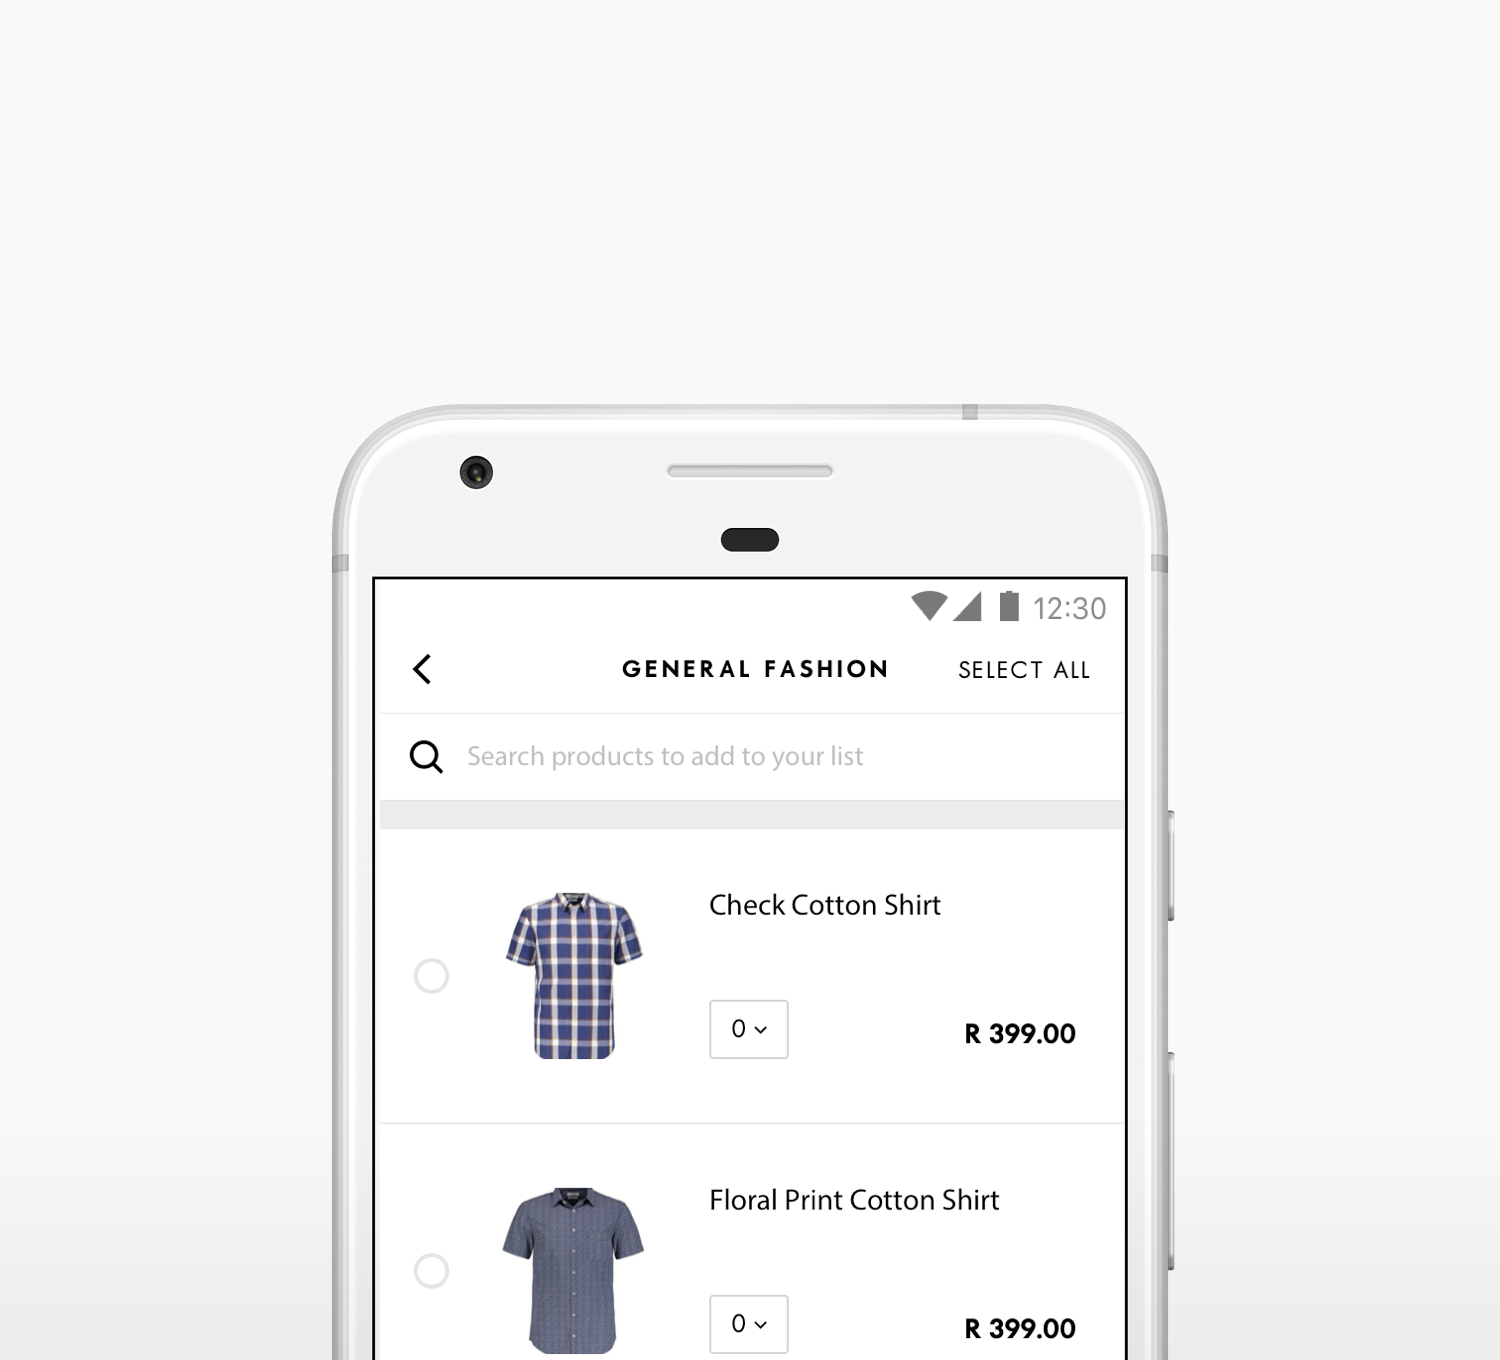 12:30
GENERAL FASHION SELECT ALL
Search products to add to your list
Check Cotton Shirt
0 R 399.00
Floral Print Cotton Shirt
0 R 399.00